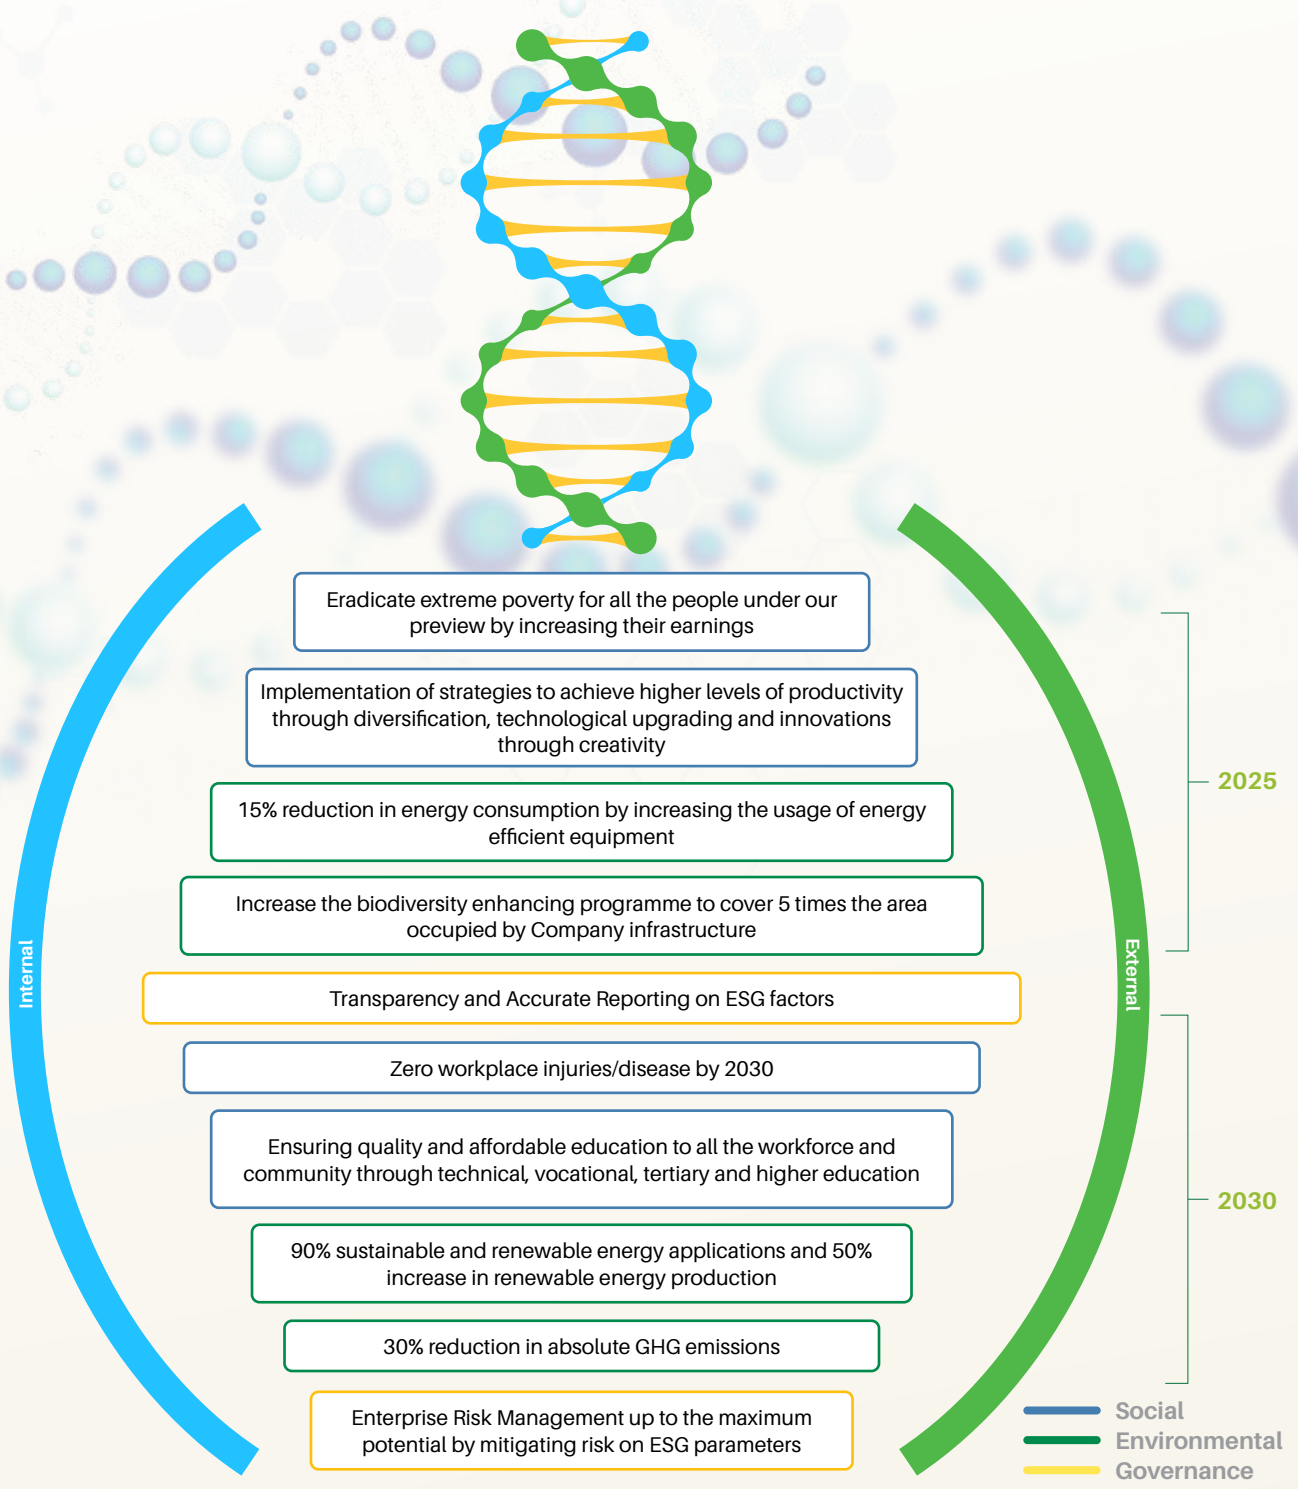 Eradicate extreme poverty for all the people under our
preview by increasing their earnings
Implementation of strategies to achieve higher levels of productivity
through diversification, technological upgrading and innovations
through creativity
15% reduction in energy consumption by increasing the usage of energy
efficient equipment
Increase the biodiversity enhancing programme to cover 5 times the area
occupied by Company infrastructure
Transparency and Accurate Reporting on ESG factors
Zero workplace injuries/disease by 2030
Ensuring quality and affordable education to all the workforce and
community through technical, vocational, tertiary and higher education
90% sustainable and renewable energy applications and 50%
increase in renewable energy production
30% reduction in absolute GHG emissions
Enterprise Risk Management up to the maximum
potential by mitigating risk on ESG parameters
Internal
External
2025
2030
Social
Environmental
Governance